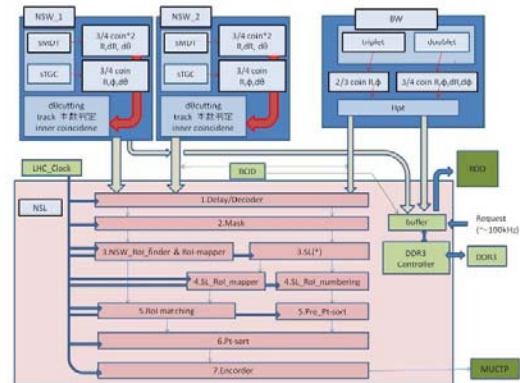 NSW_1
sMDT
3/4 coin*2
R,dR, dθ
sTGC
3/4 coin
R,ϕ,dθ
dθcutting
track 本数判定
inner coincidene
NSW_2
sMDT
3/4 coin*2
R,dR, dθ
sTGC
3/4 coin
R,ϕ,dθ
dθcutting
track 本数判定
inner coincidene
BW
triplet
doublet
2/3 coin R,ϕ
3/4 coin R,ϕ,dR,dϕ
Hpt
LHC_Clock
BCID
ROD
NSL
1.Delay/Decoder
2.Mask
3.NSW_RoI_finder & RoI-mapper
3.SL(*)
4.SL_RoI_mapper
4.SL_RoI_numbering
5.RoI matching
5.Pre_Pt-sort
6.Pt-sort
7.Encorder
buffer
Request
(~100kHz)
DDR3
Controller
DDR3
MUCTP